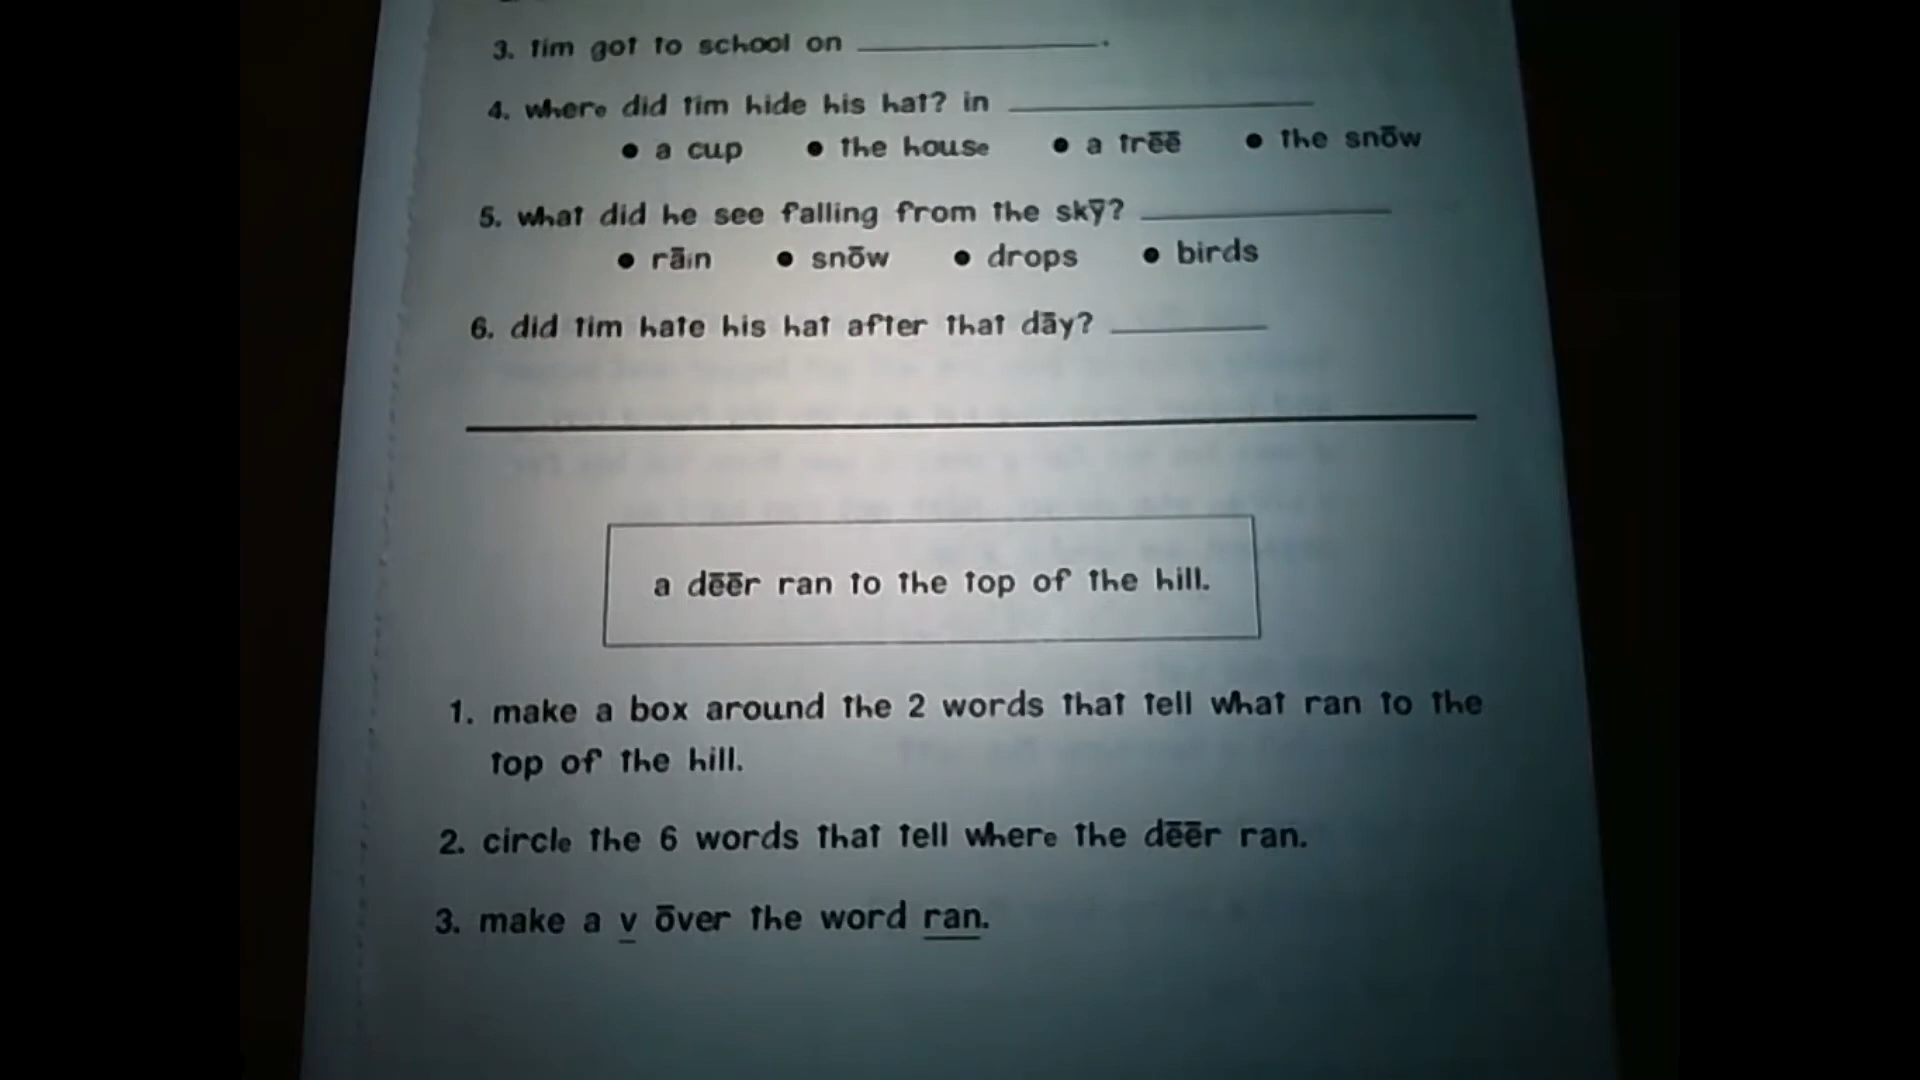 3. tim got to school on ____________.
4. where did tim hide his hat? in ____________
• a cup • the house • a trēē • the snōw
5. what did he see falling from the skȳ? ____________
• rāin • snōw • drops • birds
6. did tim hate his hat after that dāy? ____________
a dēēr ran to the top of the hill.
1. make a box around the 2 words that tell what ran to the
top of the hill.
2. circle the 6 words that tell where the dēēr ran.
3. make a v ōver the word ran.